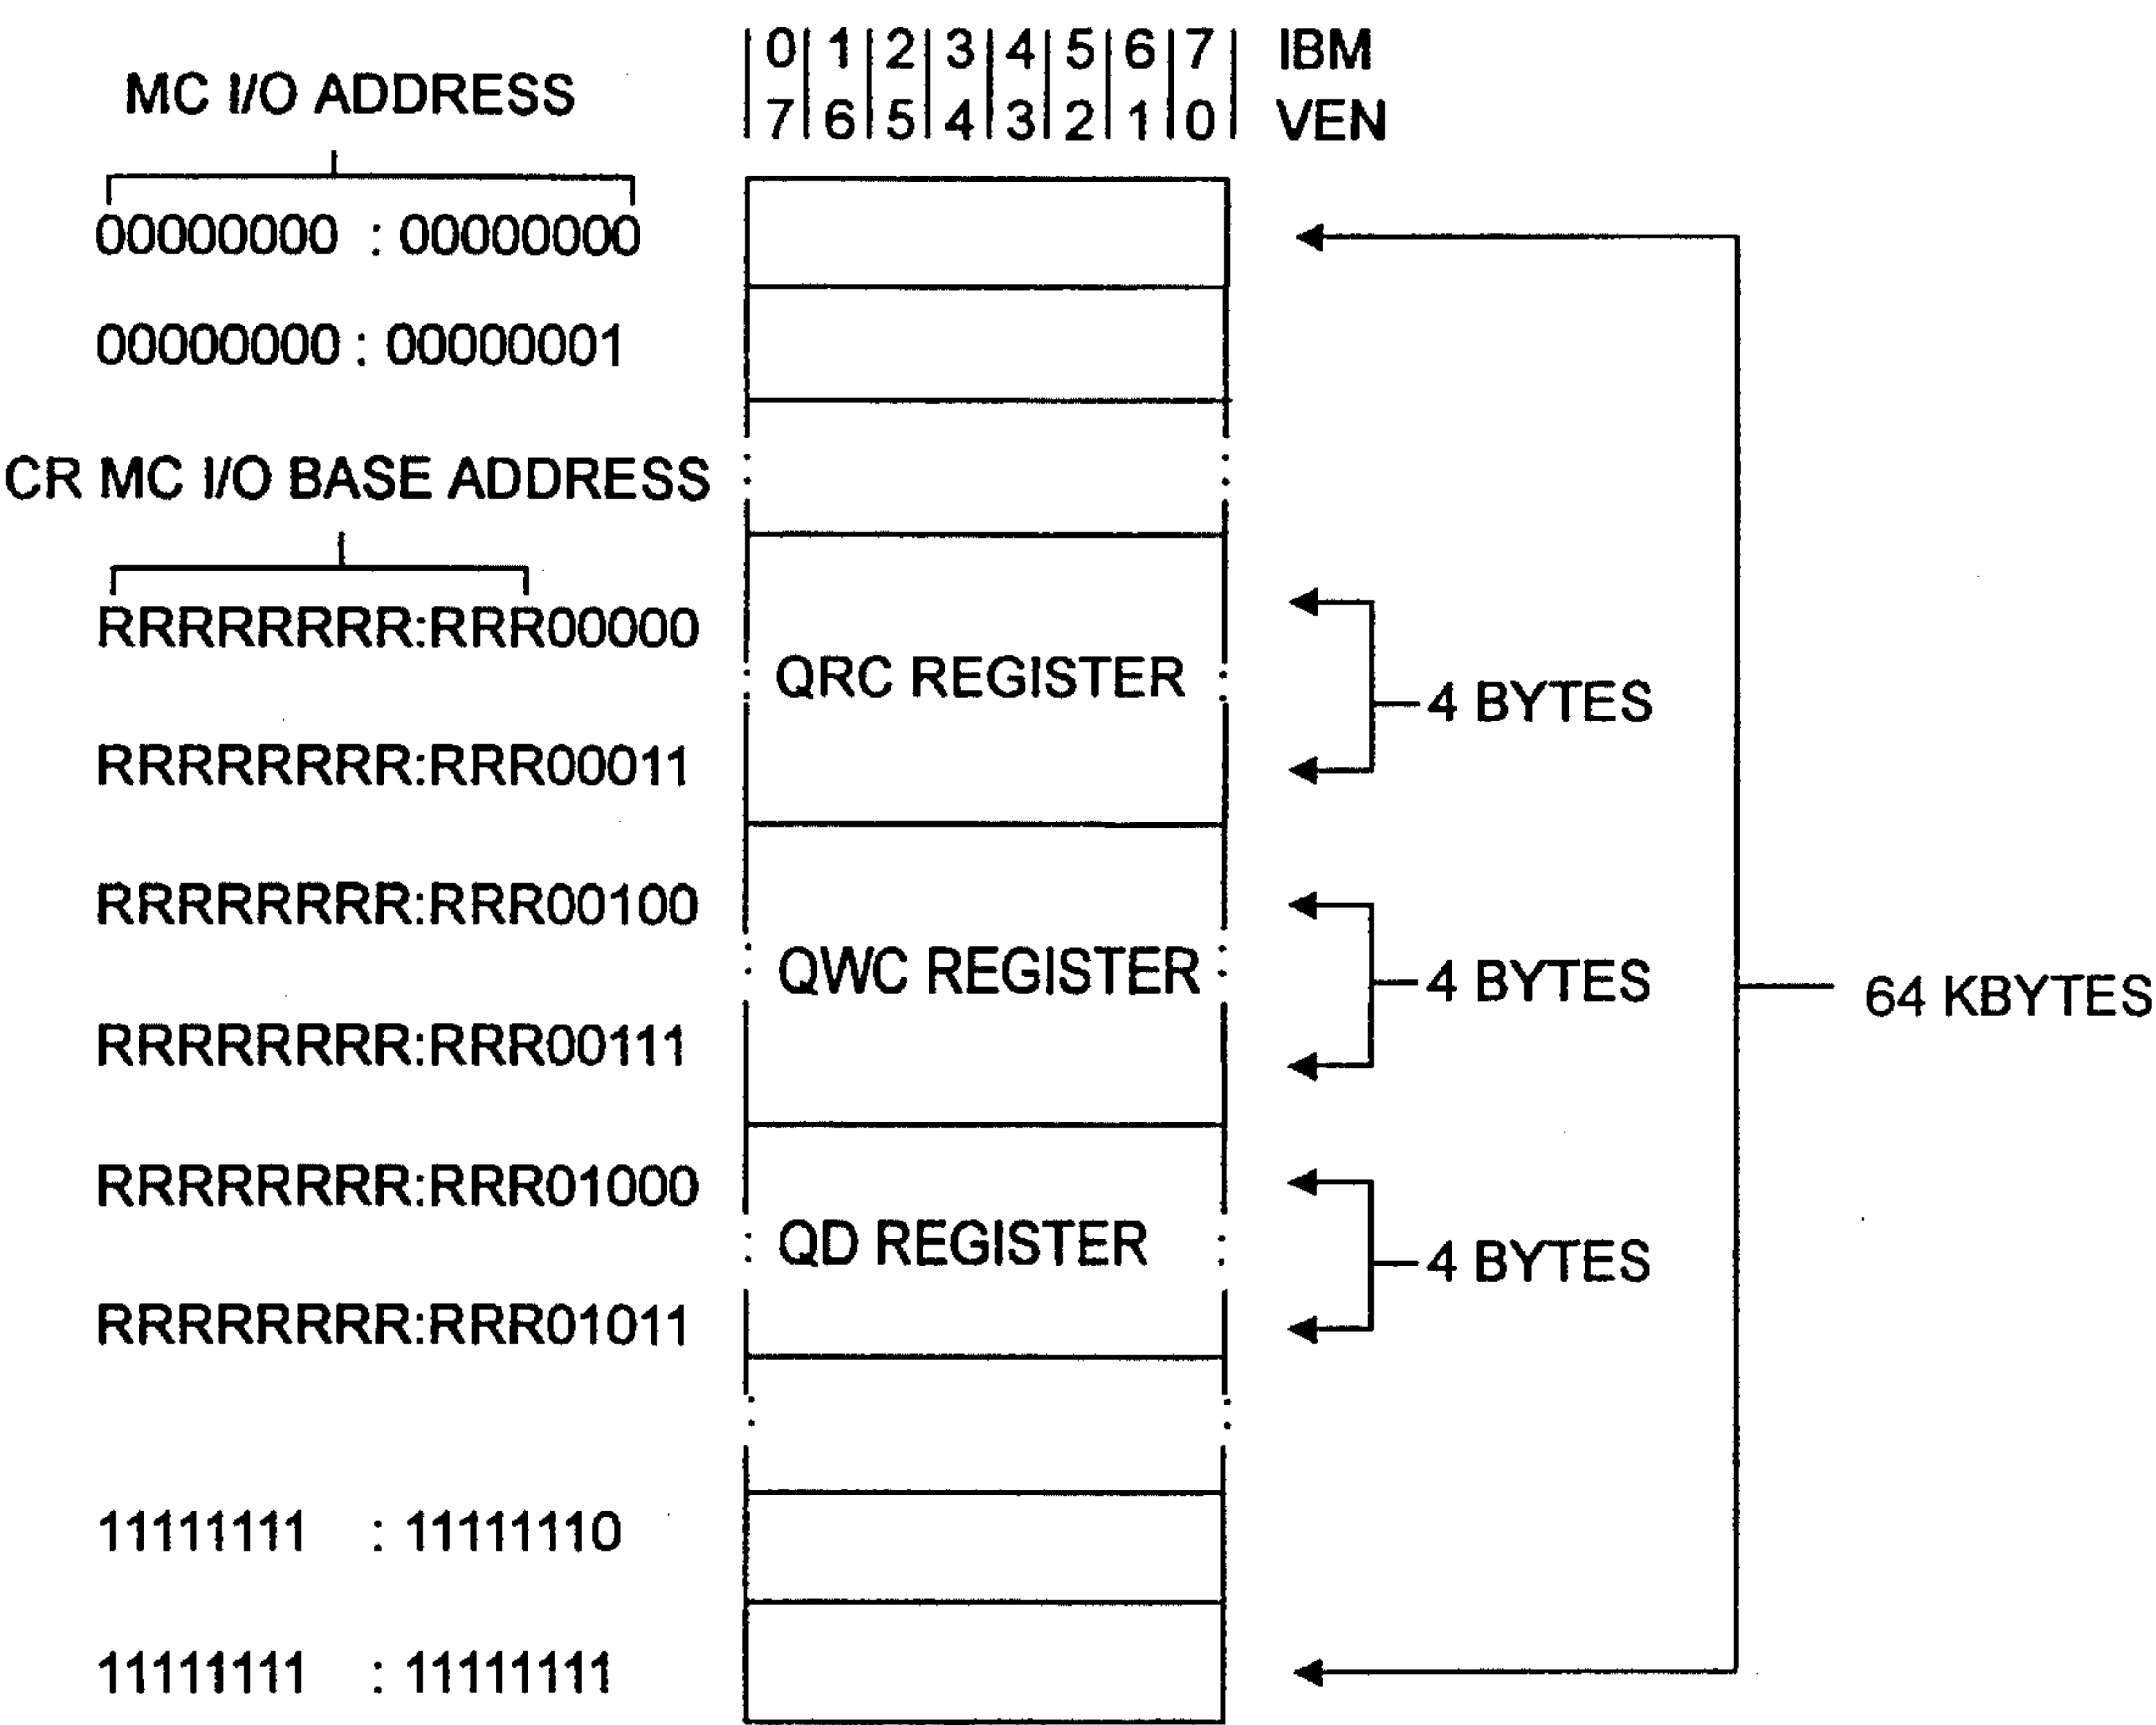 0 1 2 3 4 5 6 7 IBM
MC I/O ADDRESS
7 6 5 4 3 2 1 0 VEN
00000000 : 00000000
00000000 : 00000001
CR MC I/O BASE ADDRESS
RRRRRRRR:RRR00000
QRC REGISTER
4 BYTES
RRRRRRRR:RRR00011
RRRRRRRR:RRR00100
QWC REGISTER
4 BYTES
64 KBYTES
RRRRRRRR:RRR00111
RRRRRRRR:RRR01000
QD REGISTER
4 BYTES
RRRRRRRR:RRR01011
11111111 : 11111110
11111111 : 11111111